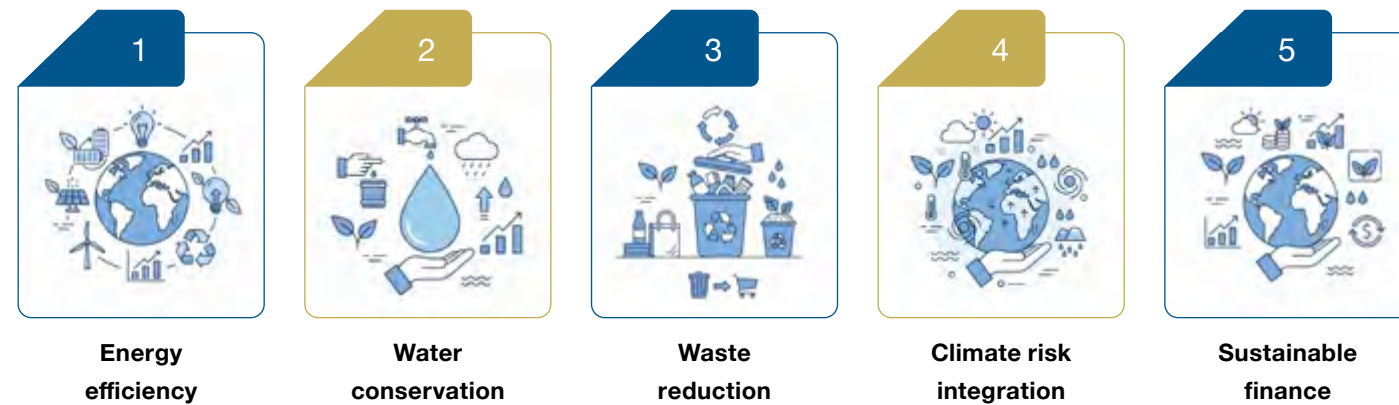 1
2
3
4
5
Energy
efficiency
Water
conservation
Waste
reduction
Climate risk
integration
Sustainable
finance